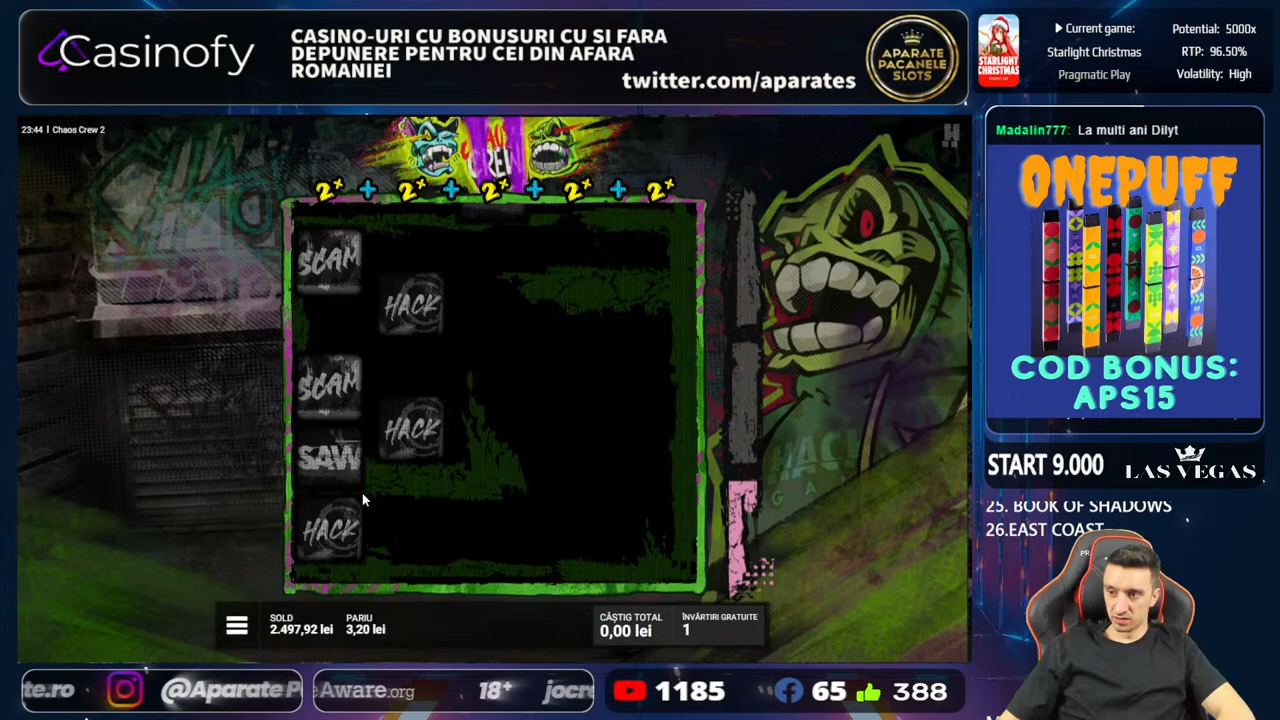 Casinofy
CASINO-URI CU BONUSURI CU SI FARA
DEPUNERE PENTRU CEI DIN AFARA
ROMANIEI
twitter.com/aparates
APARATE
PACANELE
SLOTS
STARLIGHT
CHRISTMAS
Current game:
Starlight Christmas
Pragmatic Play
Potential: 5000x
RTP: 96.50%
Volatility: High
Madalin777: La multi ani Dilyt
ONEPUFF
COD BONUS:
APS15
START 9.000
LAS VEGAS
25. BOOK OF SHADOWS
26.EAST COAST
23:44 | Chaos Crew 2
2x + 2x + 2x + 2x + 2x
SCAM
HACK
SCAM
HACK
SAW
HACK
SOLD
2.497,92 lei
PARIU
3,20 lei
CÂȘTIG TOTAL
0,00 lei
ÎNVÂRTIRI GRATUITE
1
te.ro
@Aparate P
eAware.org
18+
jocre
1185
65
388